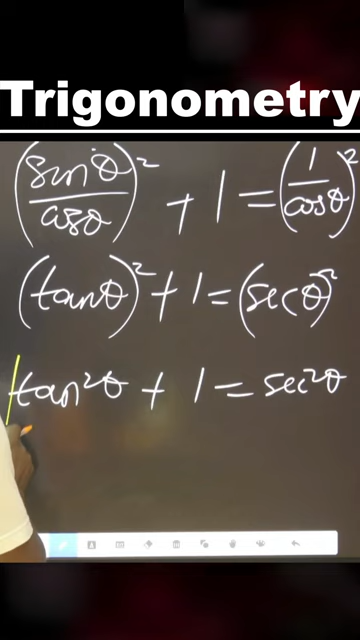 Trigonometry
(sinθ/cosθ)² + 1 = (1/cosθ)²
(tanθ)² + 1 = (secθ)²
tan²θ + 1 = sec²θ